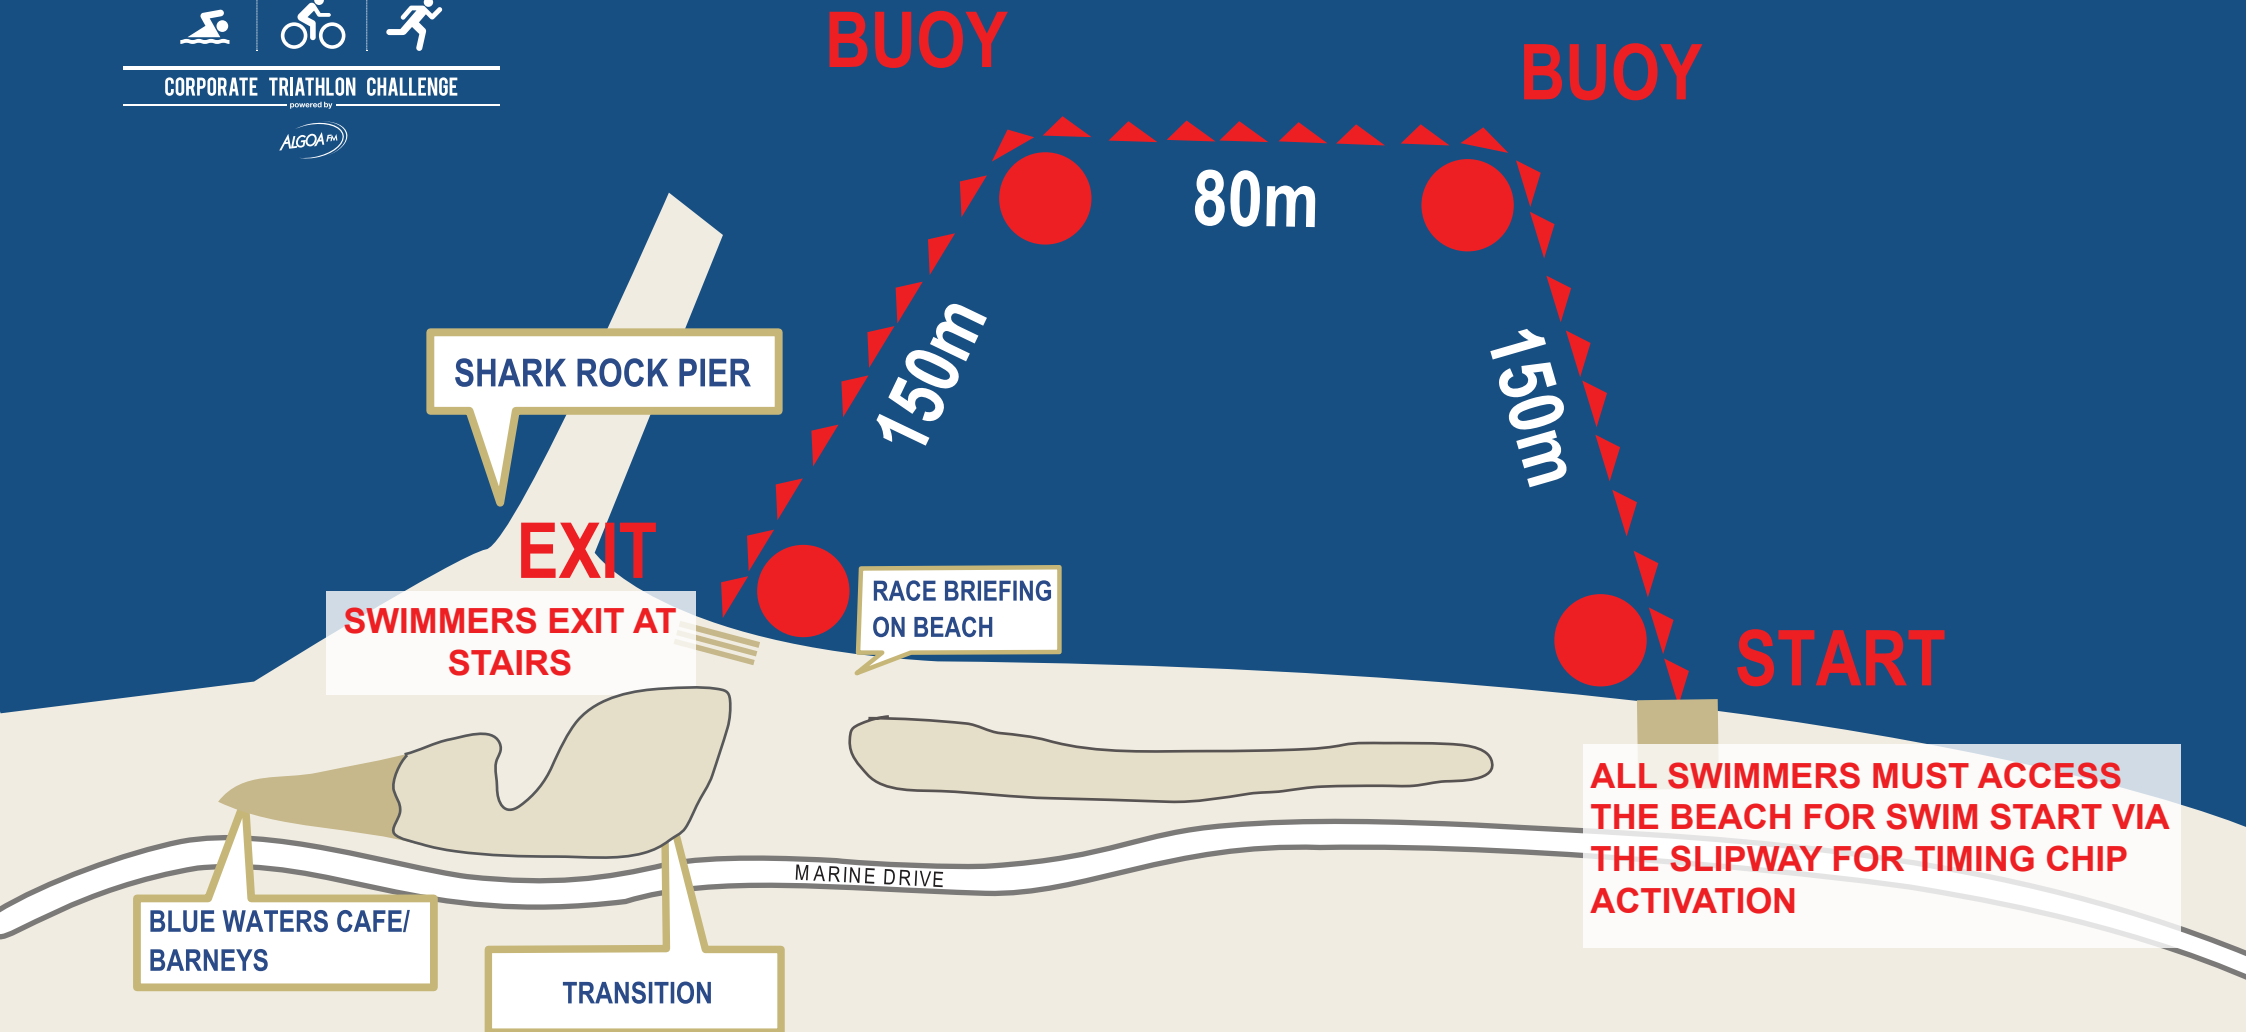 BUOY
BUOY
CORPORATE TRIATHLON CHALLENGE
powered by
ALGOA FM
80m
150m
150m
SHARK ROCK PIER
EXIT
SWIMMERS EXIT AT
STAIRS
RACE BRIEFING
ON BEACH
START
ALL SWIMMERS MUST ACCESS
THE BEACH FOR SWIM START VIA
THE SLIPWAY FOR TIMING CHIP
ACTIVATION
MARINE DRIVE
BLUE WATERS CAFE/
BARNEYS
TRANSITION